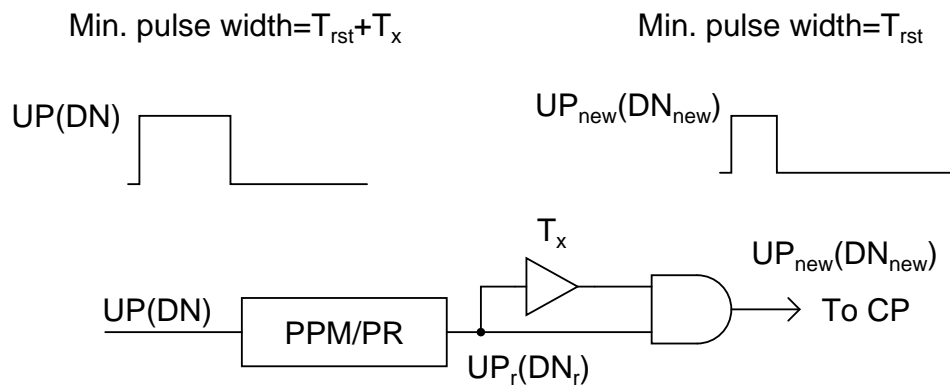 Min. pulse width=T_rst+T_x
Min. pulse width=T_rst
UP(DN)
UP_new(DN_new)
T_x
UP_new(DN_new)
UP(DN)
PPM/PR
To CP
UP_r(DN_r)